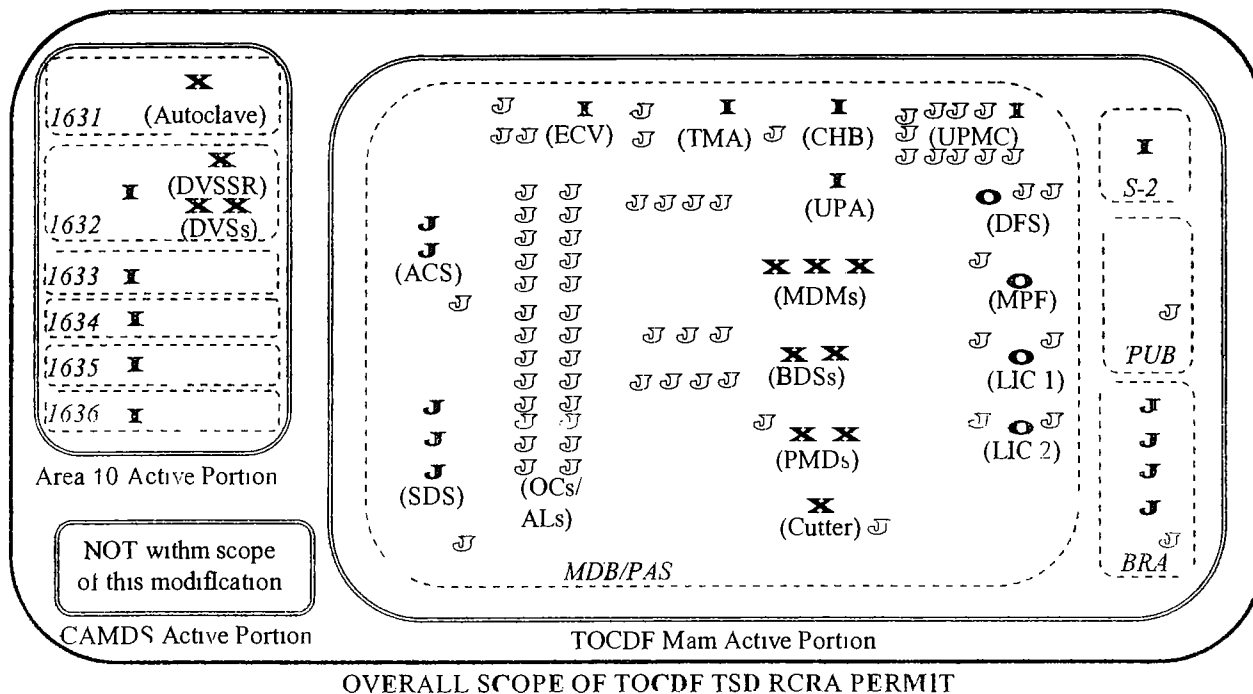 X
1631 (Autoclave)
X
I (DVSSR)
X X
1632 (DVSs)
1633 I
1634 I
1635 I
1636 I
Area 10 Active Portion
NOT withm scope
of this modification
CAMDS Active Portion
J I J I I J J J J I
J J (ECV) J (TMA) J (CHB) J (UPMC)
J J J J J
I
(UPA)
J
J
(ACS)
J
J
J
J
(SDS)
J
J J
J J
J J
J J
J J
J J
J J
J J
J J
J J
J J
J J
J J
(OCs/
ALs)
J J J J
J J J
J J J J
X X X
(MDMs)
X X
(BDSs)
J X X
(PMDs)
X
(Cutter) J
O J J
(DFS)
J
O
(MPF)
J O J
(LIC 1)
J O J
(LIC 2)
MDB/PAS
I
S-2
J
PUB
J
J
J
J
J
BRA
TOCDF Mam Active Portion
OVERALL SCOPE OF TOCDF TSD RCRA PERMIT